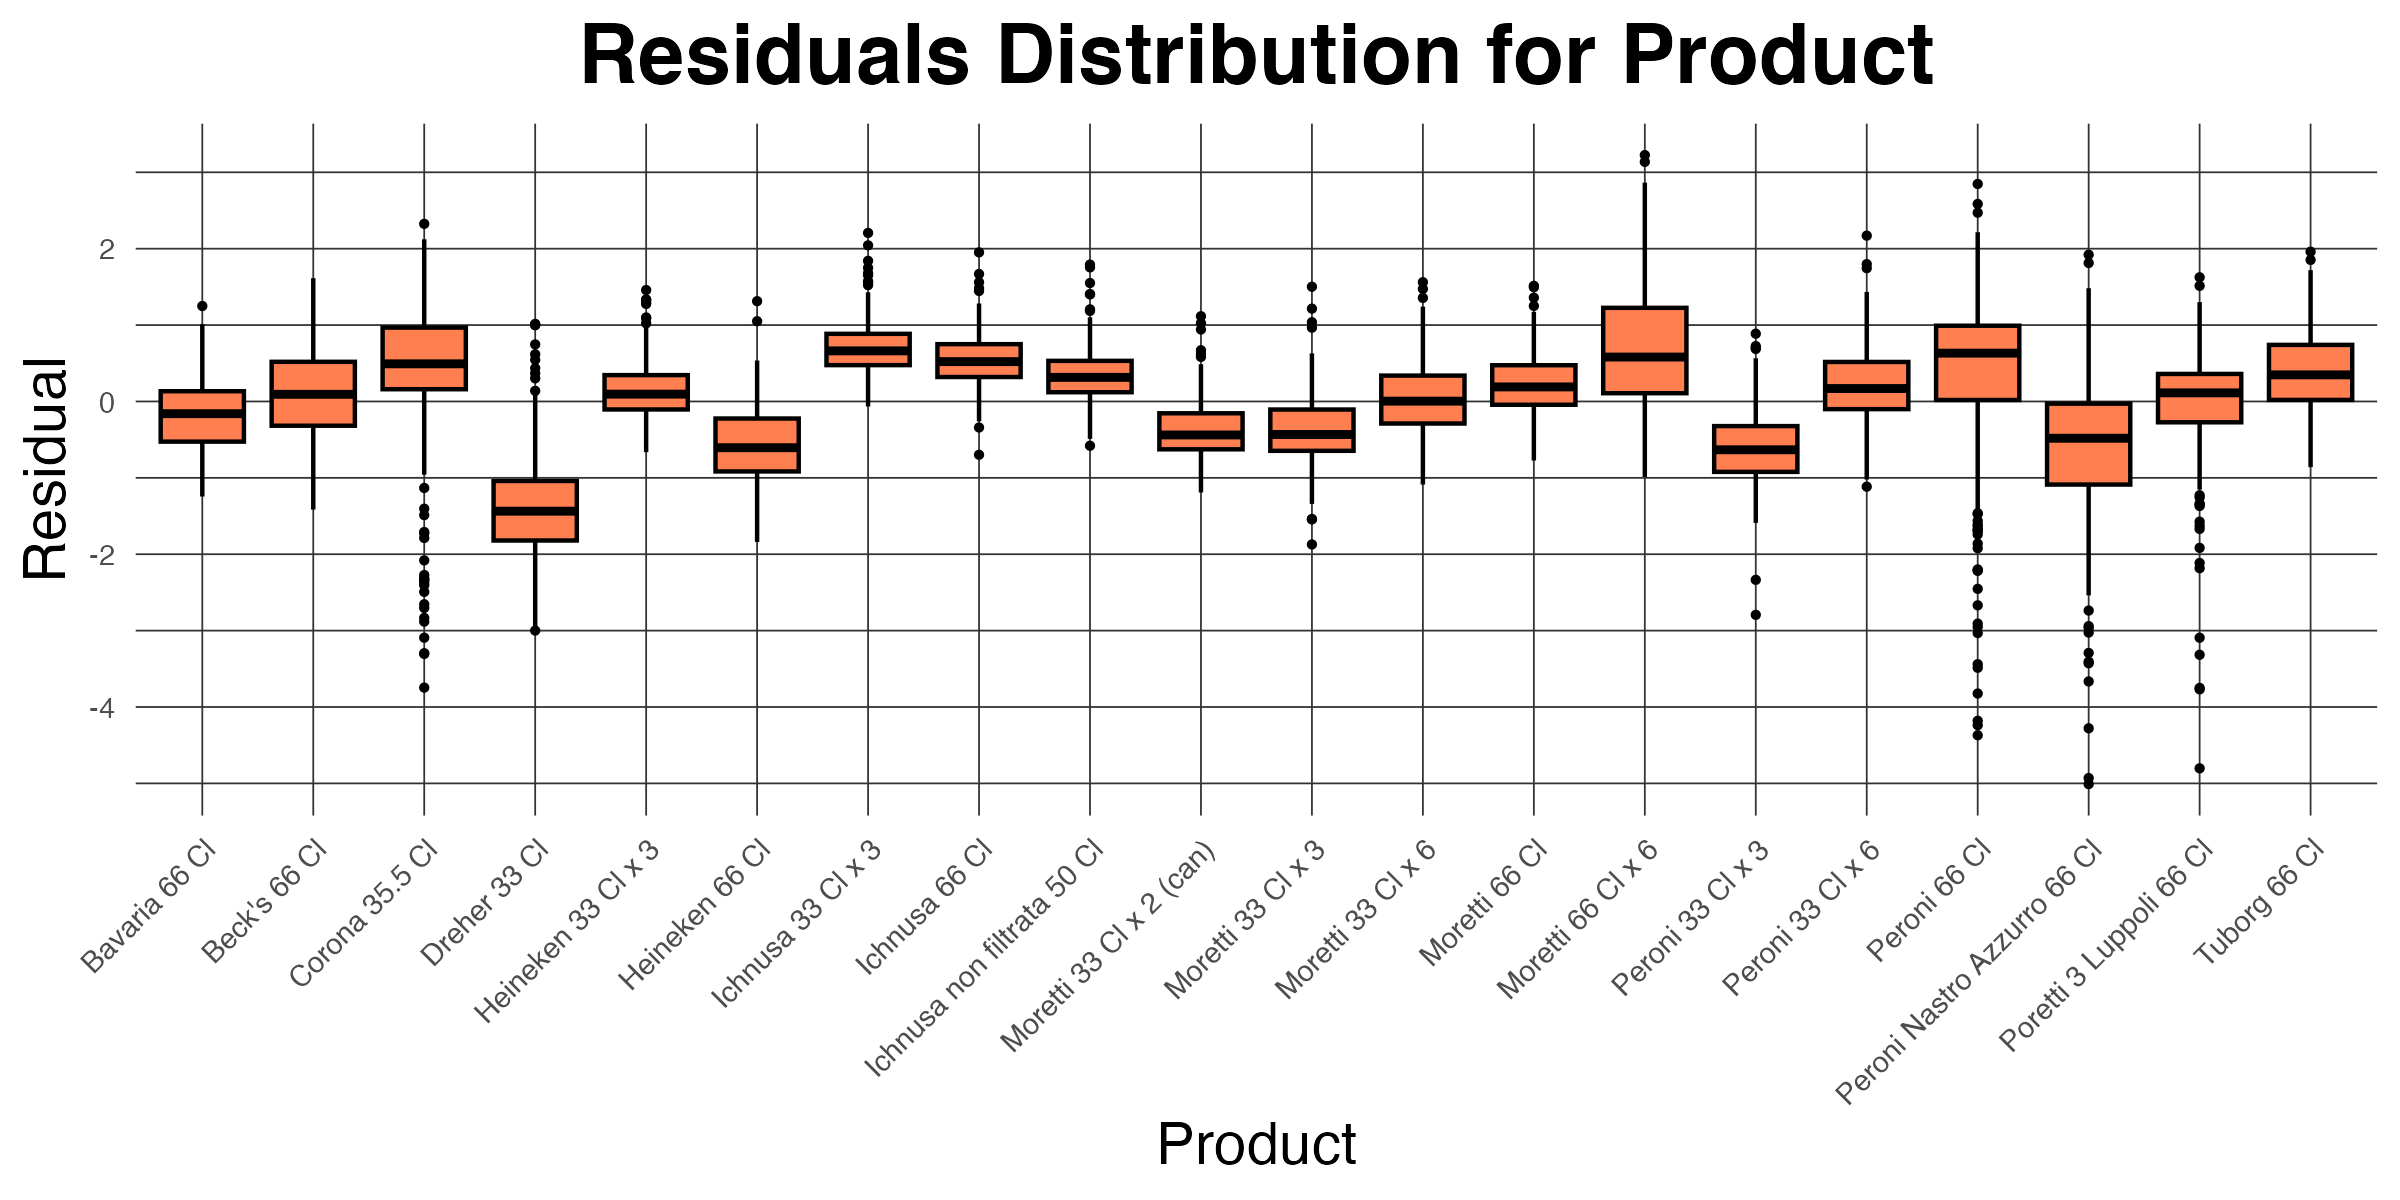 Residuals Distribution for Product
Residual
2
0
-2
-4
Bavaria 66 Cl
Beck's 66 Cl
Corona 35.5 Cl
Dreher 33 Cl
Heineken 33 Cl x 3
Heineken 66 Cl
Ichnusa 33 Cl x 3
Ichnusa 66 Cl
Ichnusa non filtrata 50 Cl
Moretti 33 Cl x 2 (can)
Moretti 33 Cl x 3
Moretti 33 Cl x 6
Moretti 66 Cl
Moretti 66 Cl x 6
Peroni 33 Cl x 3
Peroni 33 Cl x 6
Peroni 66 Cl
Peroni Nastro Azzurro 66 Cl
Poretti 3 Luppoli 66 Cl
Tuborg 66 Cl
Product